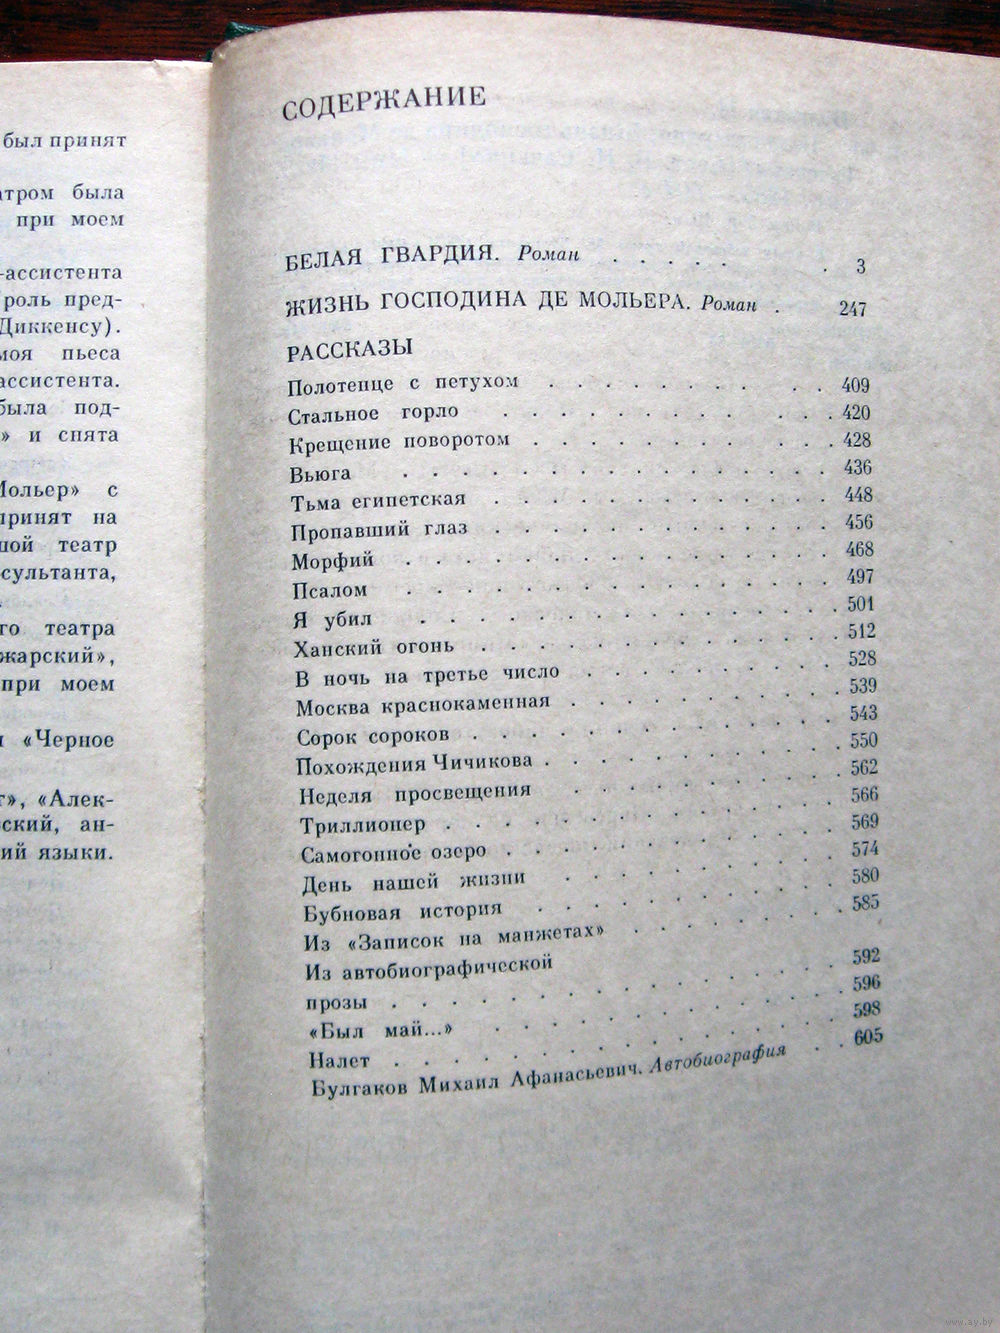 был принят
атром была
при моем
-ассистента
роль пред-
Диккенсу).
моя пьеса
ассистента.
была под-
» и снята
Мольер» с
принят на
шой театр
сультанта,
го театра
жарский»,
при моем
«Черное
т», «Алек-
ский, ан-
ий языки.
СОДЕРЖАНИЕ
БЕЛАЯ ГВАРДИЯ. Роман . . . . . . 3
ЖИЗНЬ ГОСПОДИНА ДЕ МОЛЬЕРА. Роман . 247
РАССКАЗЫ
Полотенце с петухом . . . . . . . . . 409
Стальное горло . . . . . . . . . . 420
Крещение поворотом . . . . . . . . . 428
Вьюга . . . . . . . . . . . . . 436
Тьма египетская . . . . . . . . . . 448
Пропавший глаз . . . . . . . . . . 456
Морфий . . . . . . . . . . . . . 468
Псалом . . . . . . . . . . . . . 497
Я убил . . . . . . . . . . . . . 501
Ханский огонь . . . . . . . . . . . 512
В ночь на третье число . . . . . . . . 528
Москва краснокаменная . . . . . . . . 539
Сорок сороков . . . . . . . . . . . 543
Похождения Чичикова . . . . . . . . . 550
Неделя просвещения . . . . . . . . . 562
Триллионер . . . . . . . . . . . . 566
Самогонное озеро . . . . . . . . . . 569
День нашей жизни . . . . . . . . . . 574
Бубновая история . . . . . . . . . . 580
Из «Записок на манжетах» . . . . . . . 585
Из автобиографической
прозы . . . . . . . . . . . . . 592
«Был май...» . . . . . . . . . . . 596
Налет . . . . . . . . . . . . . 598
Булгаков Михаил Афанасьевич. Автобиография . . 605
www.ay.by